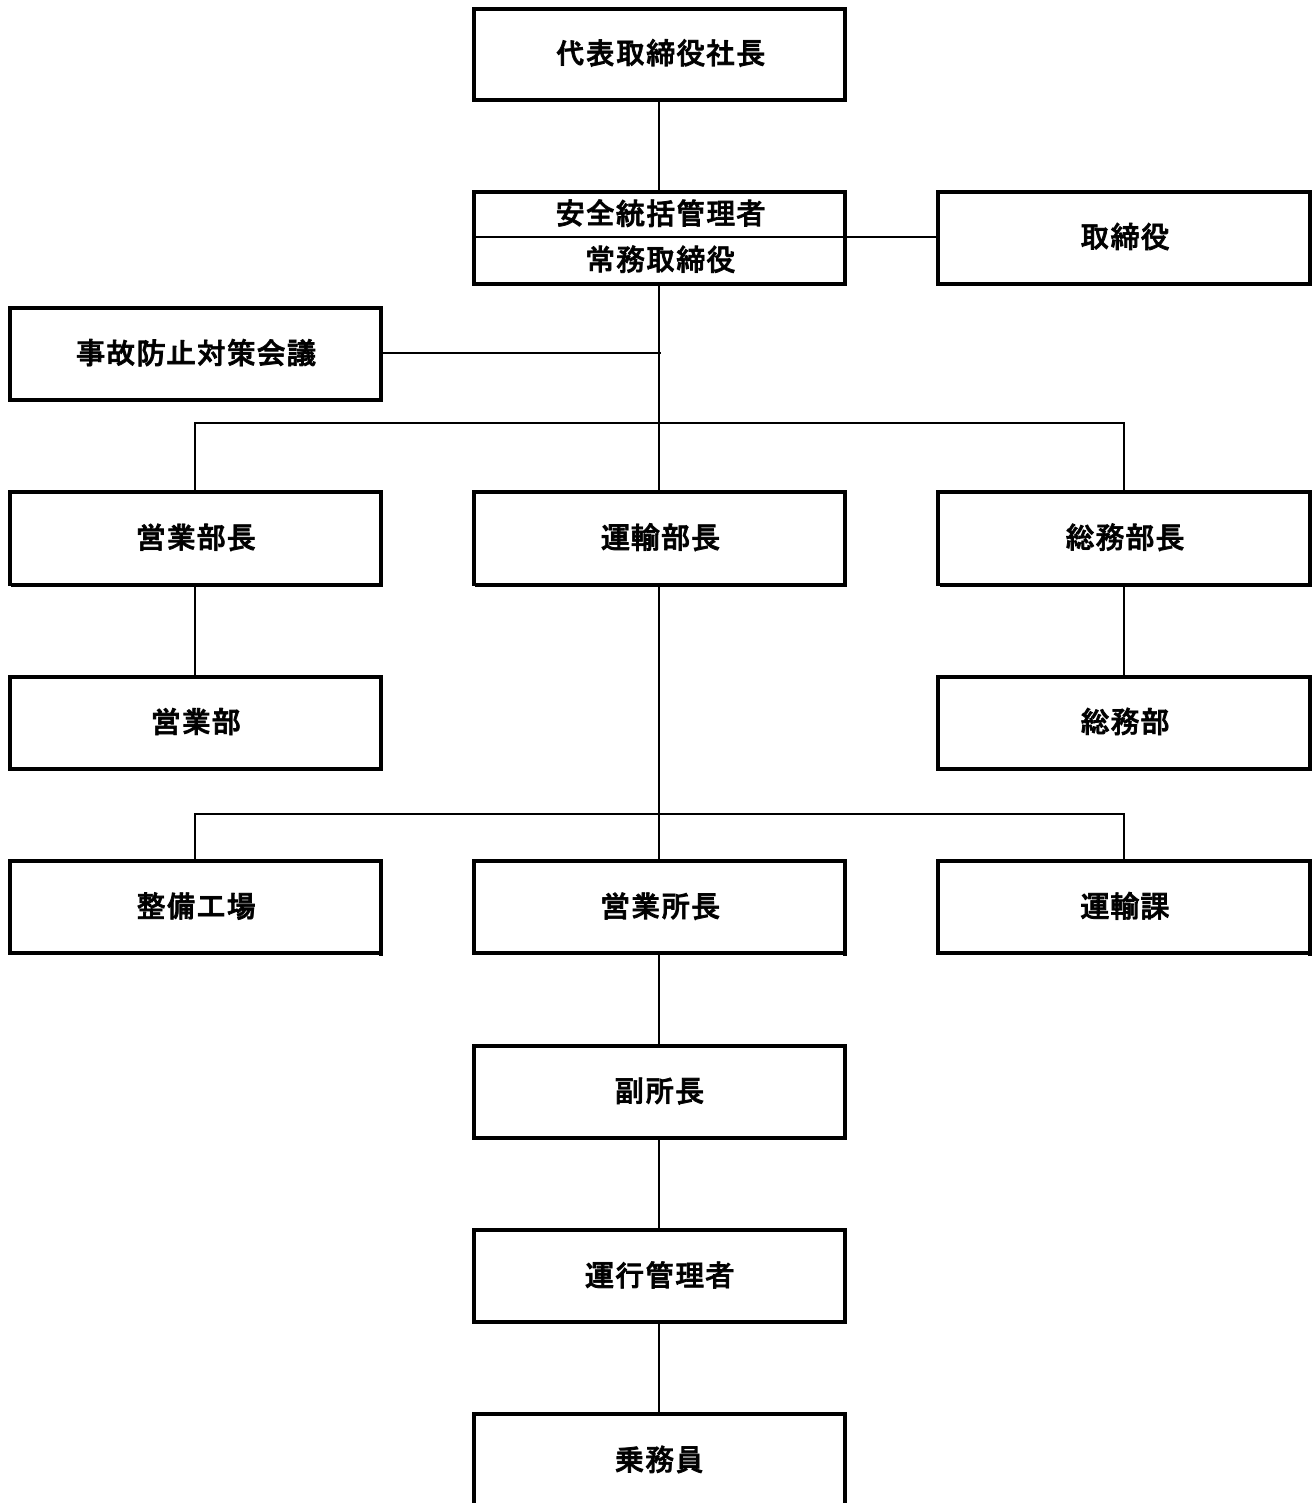 代表取締役社長
安全統括管理者
常務取締役
取締役
事故防止対策会議
営業部長
運輸部長
総務部長
営業部
総務部
整備工場
営業所長
運輸課
副所長
運行管理者
乗務員